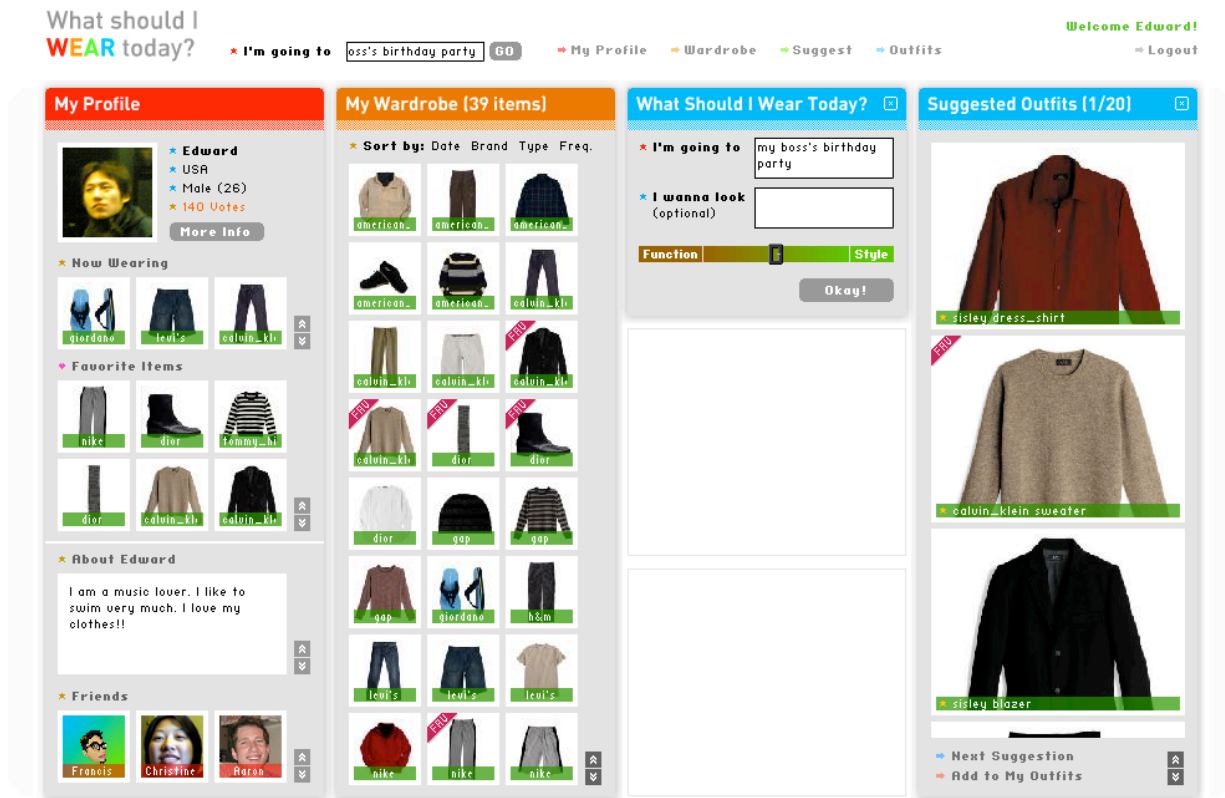 What should I
WEAR today?
I'm going to
oss's birthday party
GO
My Profile
Wardrobe
Suggest
Outfits
Welcome Edward!
Logout
My Profile
Edward
USA
Male (26)
140 Votes
More Info
Now Wearing
giordano
levi's
calvin_kl
Favorite Items
nike
dior
tommy_hi
dior
calvin_kl
calvin_kl
About Edward
I am a music lover. I like to
swim very much. I love my
clothes!!
Friends
Francis
Christine
Aaron
My Wardrobe (39 items)
Sort by: Date Brand Type Freq.
american_
american_
american_
american_
american_
calvin_kl
calvin_kl
calvin_kl
FAV
calvin_kl
FAV
calvin_kl
FAV
dior
FAV
dior
dior
gap
gap
gap
giordano
h&m
levi's
levi's
levi's
nike
FAV
nike
nike
What Should I Wear Today?
I'm going to
my boss's birthday
party
I wanna look
(optional)
Function
Style
Okay!
Suggested Outfits (1/20)
sisley dress_shirt
FAV
calvin_klein sweater
sisley blazer
Next Suggestion
Add to My Outfits